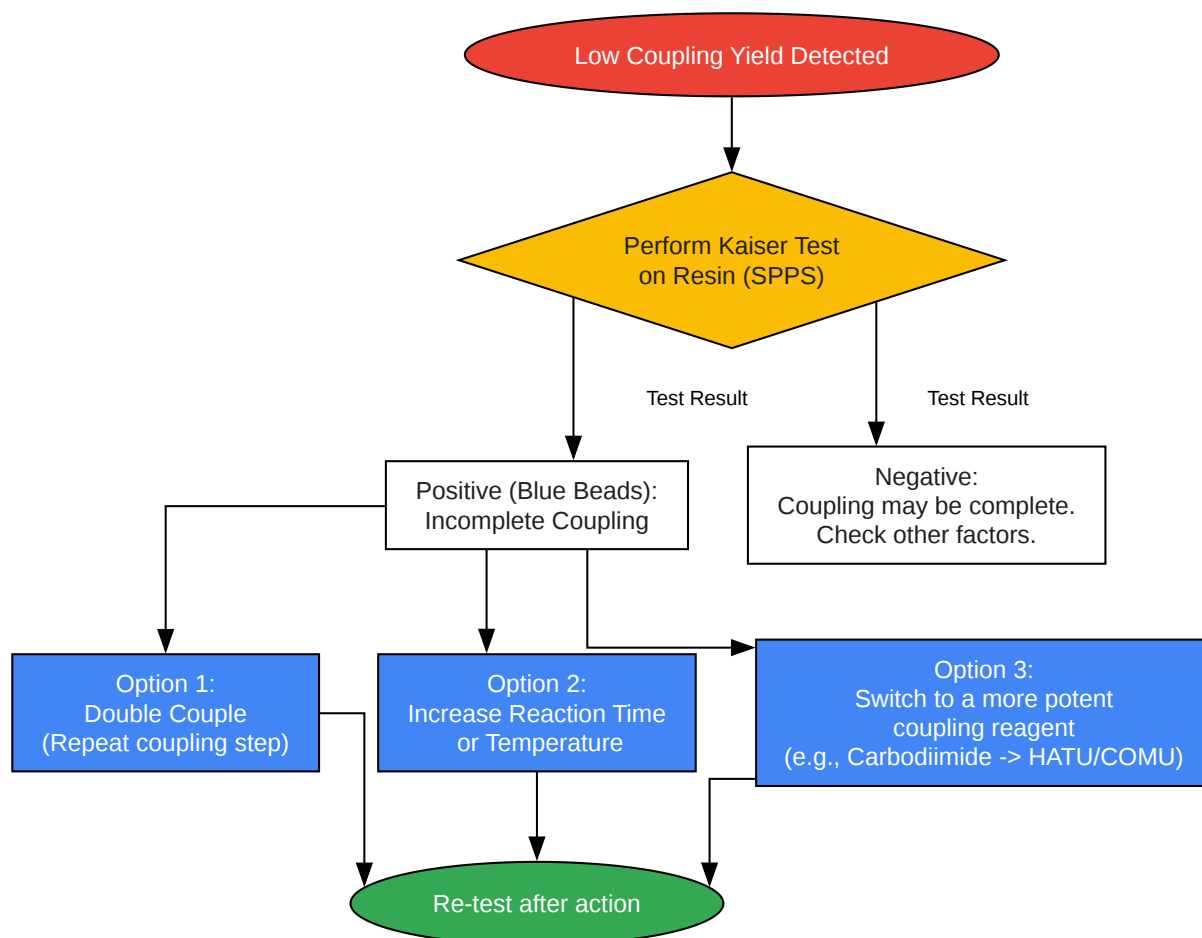 Low Coupling Yield Detected
Perform Kaiser Test
on Resin (SPPS)
Test Result
Test Result
Positive (Blue Beads):
Incomplete Coupling
Negative:
Coupling may be complete.
Check other factors.
Option 1:
Double Couple
(Repeat coupling step)
Option 2:
Increase Reaction Time
or Temperature
Option 3:
Switch to a more potent
coupling reagent
(e.g., Carbodiimide -> HATU/COMU)
Re-test after action